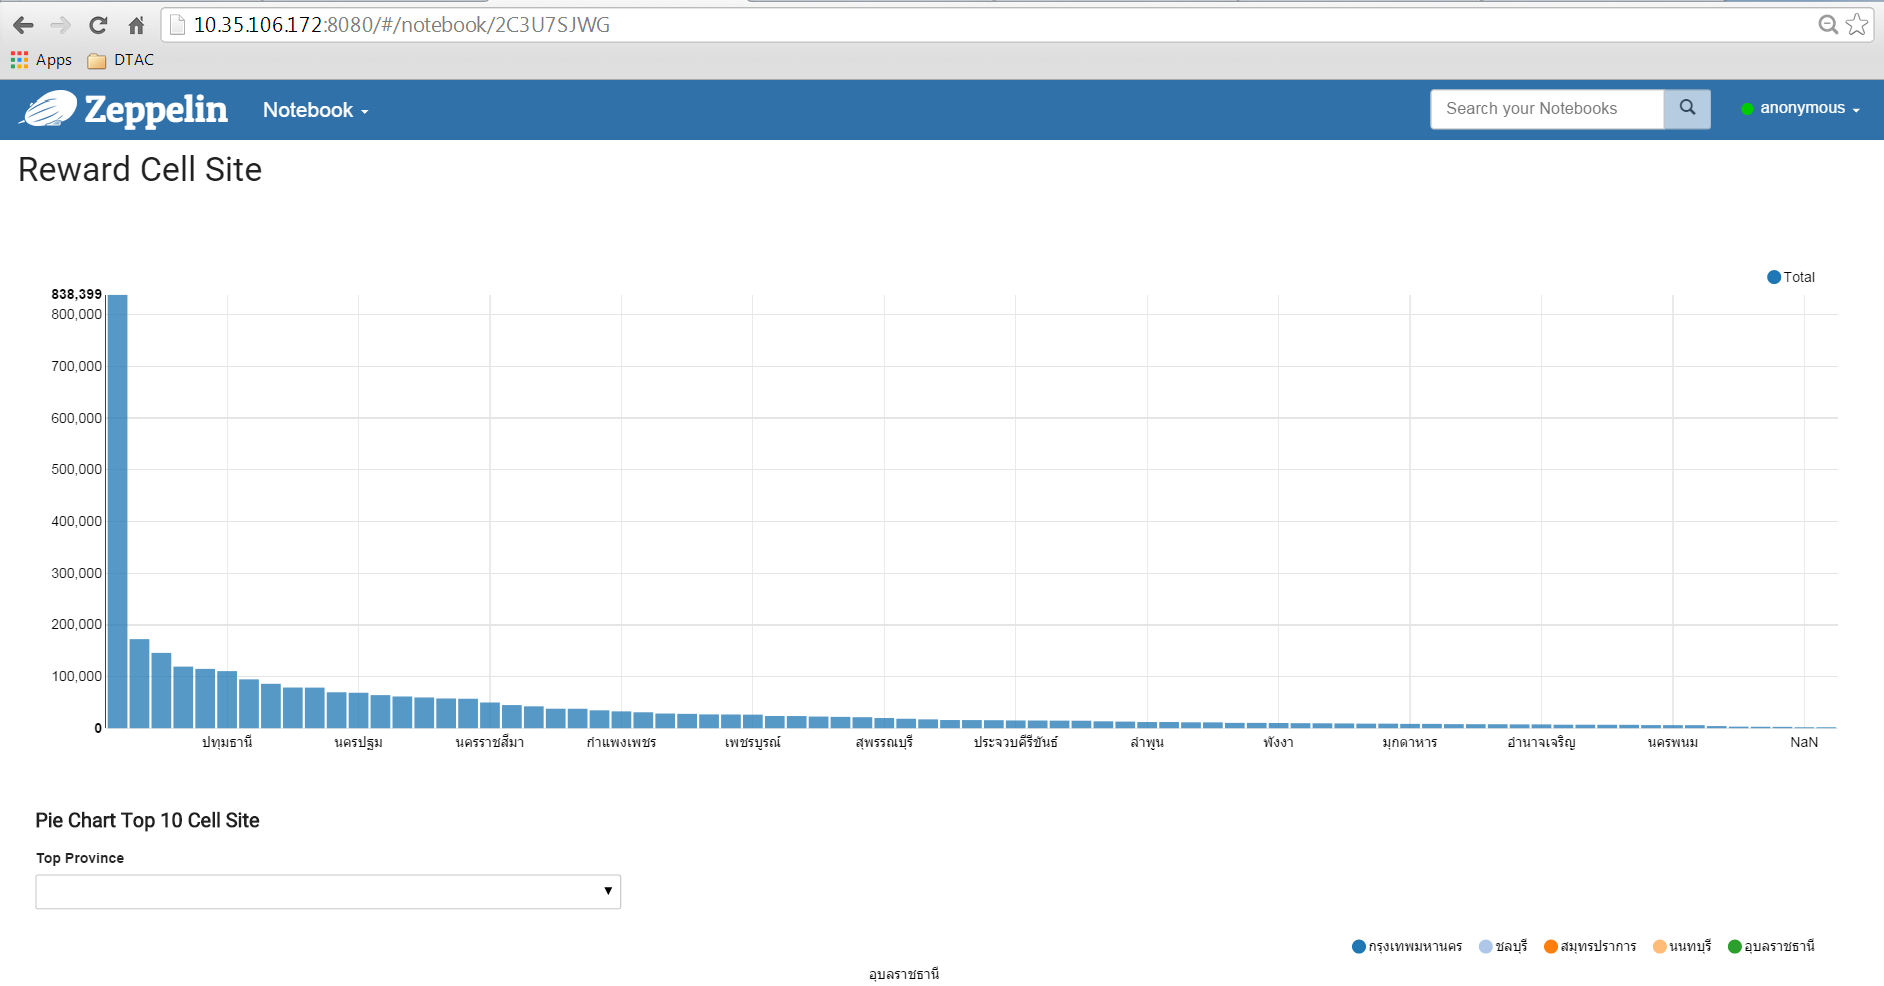 10.35.106.172:8080/#/notebook/2C3U7SJWG
Apps DTAC
Zeppelin Notebook Search your Notebooks anonymous
Reward Cell Site
Total
838,399
800,000
700,000
600,000
500,000
400,000
300,000
200,000
100,000
0
ปทุมธานี นครปฐม นครราชสีมา กำแพงเพชร เพชรบูรณ์ สุพรรณบุรี ประจวบคีรีขันธ์ ลำพูน พังงา มุกดาหาร อำนาจเจริญ นครพนม NaN
Pie Chart Top 10 Cell Site
Top Province
กรุงเทพมหานคร ชลบุรี สมุทรปราการ นนทบุรี อุบลราชธานี
อุบลราชธานี